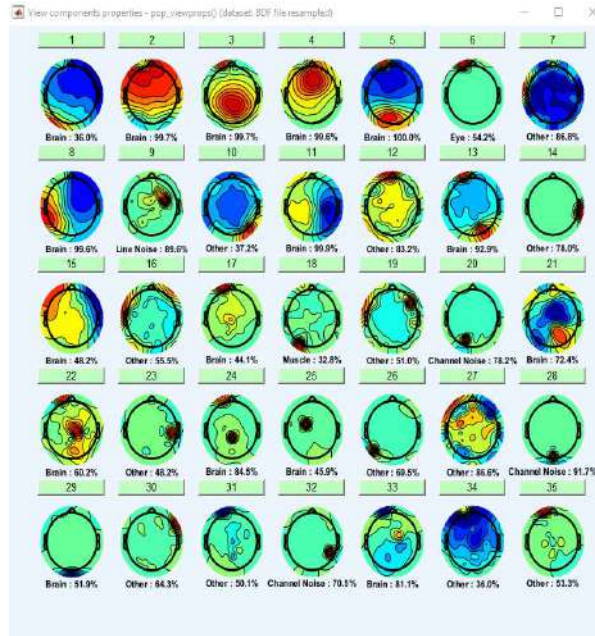 View components properties - pop_viewprops() (dataset: BDF file resampled)
1 2 3 4 5 6 7
Brain : 36.0% Brain : 99.7% Brain : 99.7% Brain : 99.6% Brain : 100.0% Eye : 54.2% Other : 86.8%
8 9 10 11 12 13 14
Brain : 99.6% Line Noise : 89.6% Other : 37.2% Brain : 99.9% Other : 83.2% Brain : 92.9% Other : 78.0%
15 16 17 18 19 20 21
Brain : 48.2% Other : 55.5% Brain : 44.1% Muscle : 32.8% Other : 51.0% Channel Noise : 78.2% Brain : 72.4%
22 23 24 25 26 27 28
Brain : 60.2% Other : 48.2% Brain : 84.5% Brain : 45.9% Other : 69.5% Other : 86.6% Channel Noise : 91.7%
29 30 31 32 33 34 35
Brain : 51.9% Other : 64.3% Other : 50.1% Channel Noise : 70.5% Brain : 81.1% Other : 36.0% Other : 53.3%